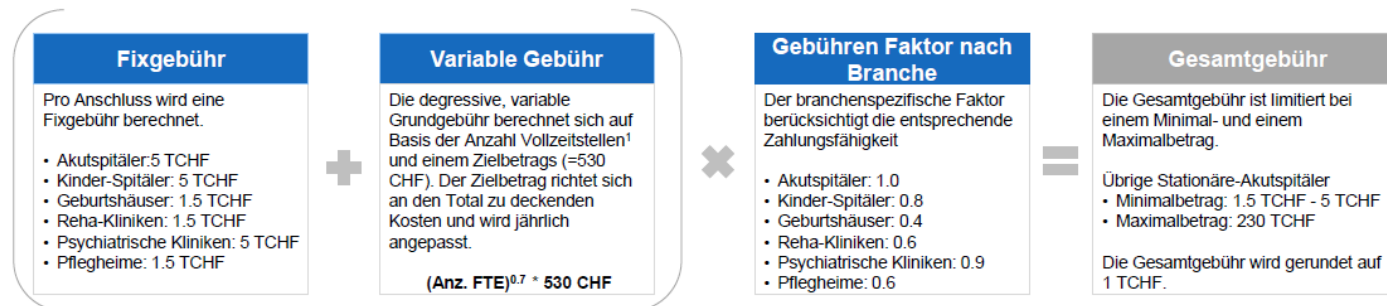 Fixgebühr
Pro Anschluss wird eine
Fixgebühr berechnet.
• Akutspitäler:5 TCHF
• Kinder-Spitäler: 5 TCHF
• Geburtshäuser: 1.5 TCHF
• Reha-Kliniken: 1.5 TCHF
• Psychiatrische Kliniken: 5 TCHF
• Pflegheime: 1.5 TCHF
+
Variable Gebühr
Die degressive, variable
Grundgebühr berechnet sich auf
Basis der Anzahl Vollzeitstellen¹
und einem Zielbetrags (=530
CHF). Der Zielbetrag richtet sich
an den Total zu deckenden
Kosten und wird jährlich
angepasst.
(Anz. FTE)⁰·⁷ * 530 CHF
×
Gebühren Faktor nach
Branche
Der branchenspezifische Faktor
berücksichtigt die entsprechende
Zahlungsfähigkeit
• Akutspitäler: 1.0
• Kinder-Spitäler: 0.8
• Geburtshäuser: 0.4
• Reha-Kliniken: 0.6
• Psychiatrische Kliniken: 0.9
• Pflegheime: 0.6
=
Gesamtgebühr
Die Gesamtgebühr ist limitiert bei
einem Minimal- und einem
Maximalbetrag.
Übrige Stationäre-Akutspitäler
• Minimalbetrag: 1.5 TCHF - 5 TCHF
• Maximalbetrag: 230 TCHF
Die Gesamtgebühr wird gerundet auf
1 TCHF.